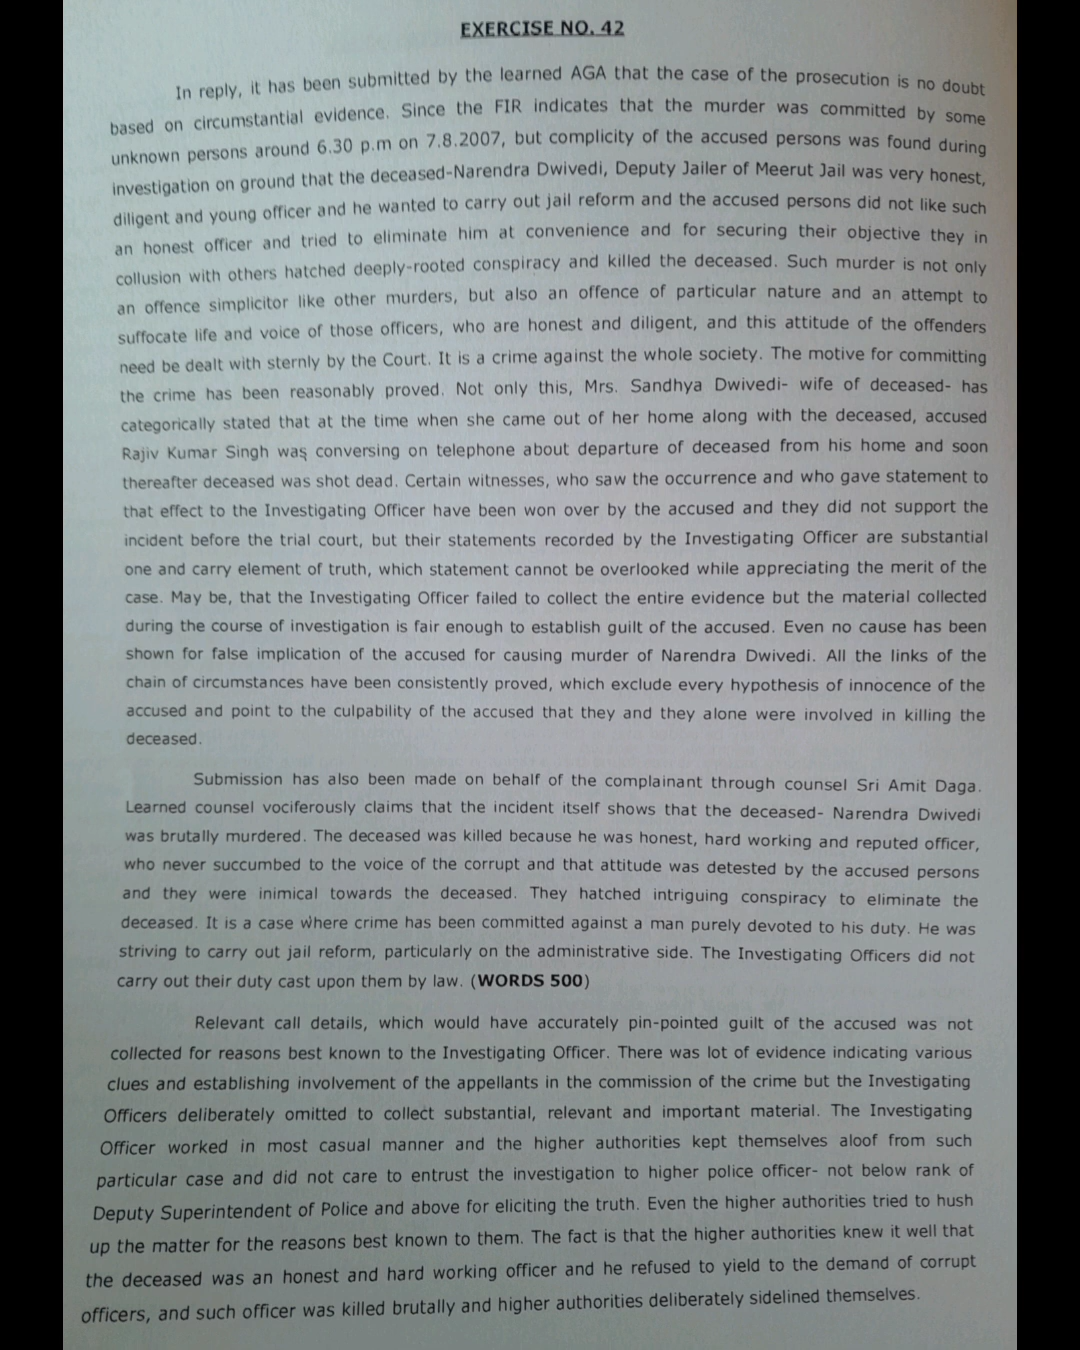 EXERCISE NO. 42
In reply, it has been submitted by the learned AGA that the case of the prosecution is no doubt
based on circumstantial evidence. Since the FIR indicates that the murder was committed by some
unknown persons around 6.30 p.m on 7.8.2007, but complicity of the accused persons was found during
investigation on ground that the deceased-Narendra Dwivedi, Deputy Jailer of Meerut Jail was very honest,
diligent and young officer and he wanted to carry out jail reform and the accused persons did not like such
an honest officer and tried to eliminate him at convenience and for securing their objective they in
collusion with others hatched deeply-rooted conspiracy and killed the deceased. Such murder is not only
an offence simplicitor like other murders, but also an offence of particular nature and an attempt to
suffocate life and voice of those officers, who are honest and diligent, and this attitude of the offenders
need be dealt with sternly by the Court. It is a crime against the whole society. The motive for committing
the crime has been reasonably proved. Not only this, Mrs. Sandhya Dwivedi- wife of deceased- has
categorically stated that at the time when she came out of her home along with the deceased, accused
Rajiv Kumar Singh was conversing on telephone about departure of deceased from his home and soon
thereafter deceased was shot dead. Certain witnesses, who saw the occurrence and who gave statement to
that effect to the Investigating Officer have been won over by the accused and they did not support the
incident before the trial court, but their statements recorded by the Investigating Officer are substantial
one and carry element of truth, which statement cannot be overlooked while appreciating the merit of the
case. May be, that the Investigating Officer failed to collect the entire evidence but the material collected
during the course of investigation is fair enough to establish guilt of the accused. Even no cause has been
shown for false implication of the accused for causing murder of Narendra Dwivedi. All the links of the
chain of circumstances have been consistently proved, which exclude every hypothesis of innocence of the
accused and point to the culpability of the accused that they and they alone were involved in killing the
deceased.
Submission has also been made on behalf of the complainant through counsel Sri Amit Daga.
Learned counsel vociferously claims that the incident itself shows that the deceased- Narendra Dwivedi
was brutally murdered. The deceased was killed because he was honest, hard working and reputed officer,
who never succumbed to the voice of the corrupt and that attitude was detested by the accused persons
and they were inimical towards the deceased. They hatched intriguing conspiracy to eliminate the
deceased. It is a case where crime has been committed against a man purely devoted to his duty. He was
striving to carry out jail reform, particularly on the administrative side. The Investigating Officers did not
carry out their duty cast upon them by law. (WORDS 500)
Relevant call details, which would have accurately pin-pointed guilt of the accused was not
collected for reasons best known to the Investigating Officer. There was lot of evidence indicating various
clues and establishing involvement of the appellants in the commission of the crime but the Investigating
Officers deliberately omitted to collect substantial, relevant and important material. The Investigating
Officer worked in most casual manner and the higher authorities kept themselves aloof from such
particular case and did not care to entrust the investigation to higher police officer- not below rank of
Deputy Superintendent of Police and above for eliciting the truth. Even the higher authorities tried to hush
up the matter for the reasons best known to them. The fact is that the higher authorities knew it well that
the deceased was an honest and hard working officer and he refused to yield to the demand of corrupt
officers, and such officer was killed brutally and higher authorities deliberately sidelined themselves.